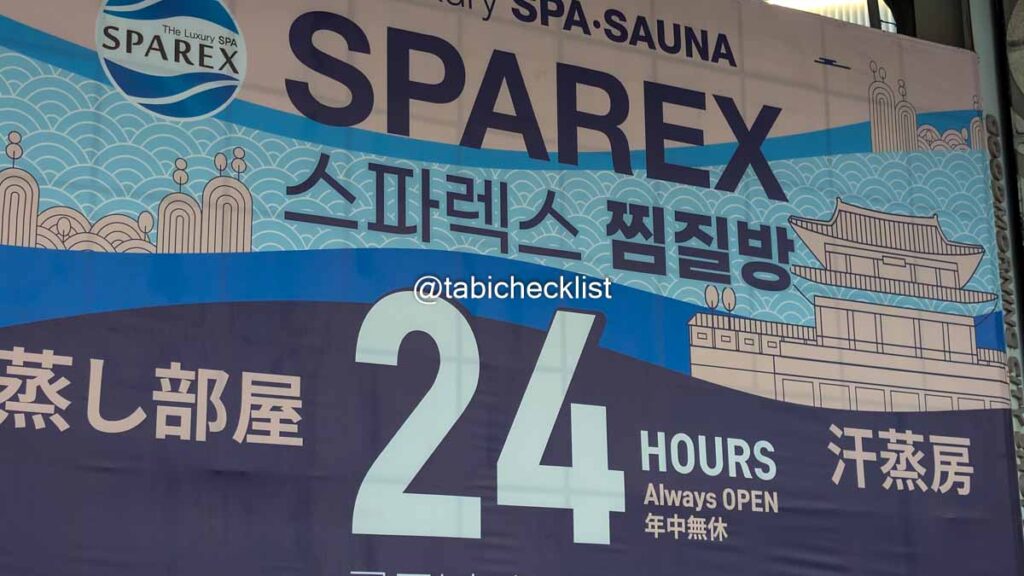 The Luxury SPA
SPAREX
SPA·SAUNA
SPAREX
스파렉스 찜질방
@tabichecklist
24
HOURS
Always OPEN
年中無休
蒸し部屋
汗蒸房